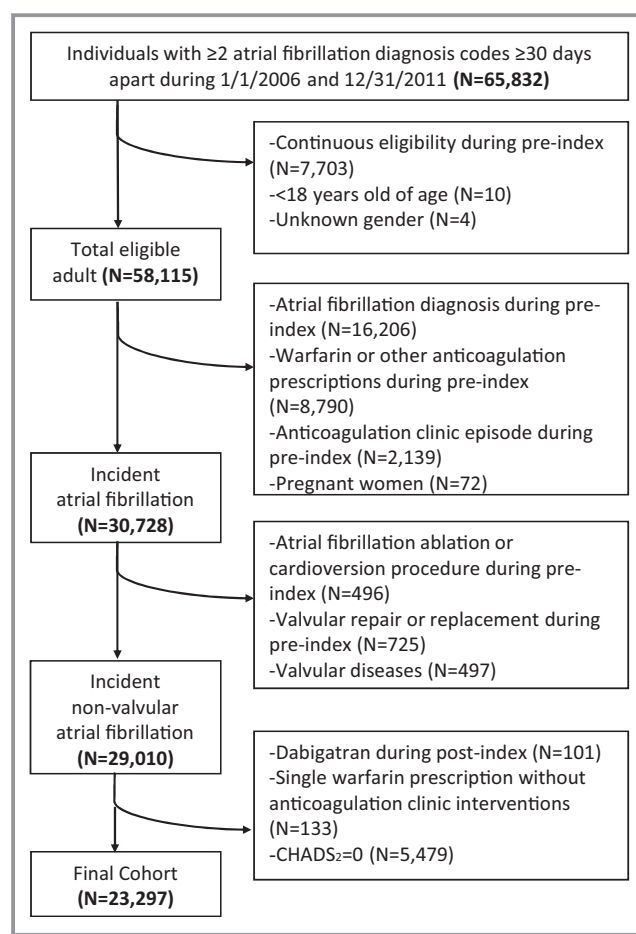 Individuals with ≥2 atrial fibrillation diagnosis codes ≥30 days
apart during 1/1/2006 and 12/31/2011 (N=65,832)
-Continuous eligibility during pre-index
(N=7,703)
-<18 years old of age (N=10)
-Unknown gender (N=4)
Total eligible
adult (N=58,115)
-Atrial fibrillation diagnosis during pre-
index (N=16,206)
-Warfarin or other anticoagulation
prescriptions during pre-index
(N=8,790)
-Anticoagulation clinic episode during
pre-index (N=2,139)
-Pregnant women (N=72)
Incident
atrial fibrillation
(N=30,728)
-Atrial fibrillation ablation or
cardioversion procedure during pre-
index (N=496)
-Valvular repair or replacement during
pre-index (N=725)
-Valvular diseases (N=497)
Incident
non-valvular
atrial fibrillation
(N=29,010)
-Dabigatran during post-index (N=101)
-Single warfarin prescription without
anticoagulation clinic interventions
(N=133)
-CHADS₂=0 (N=5,479)
Final Cohort
(N=23,297)